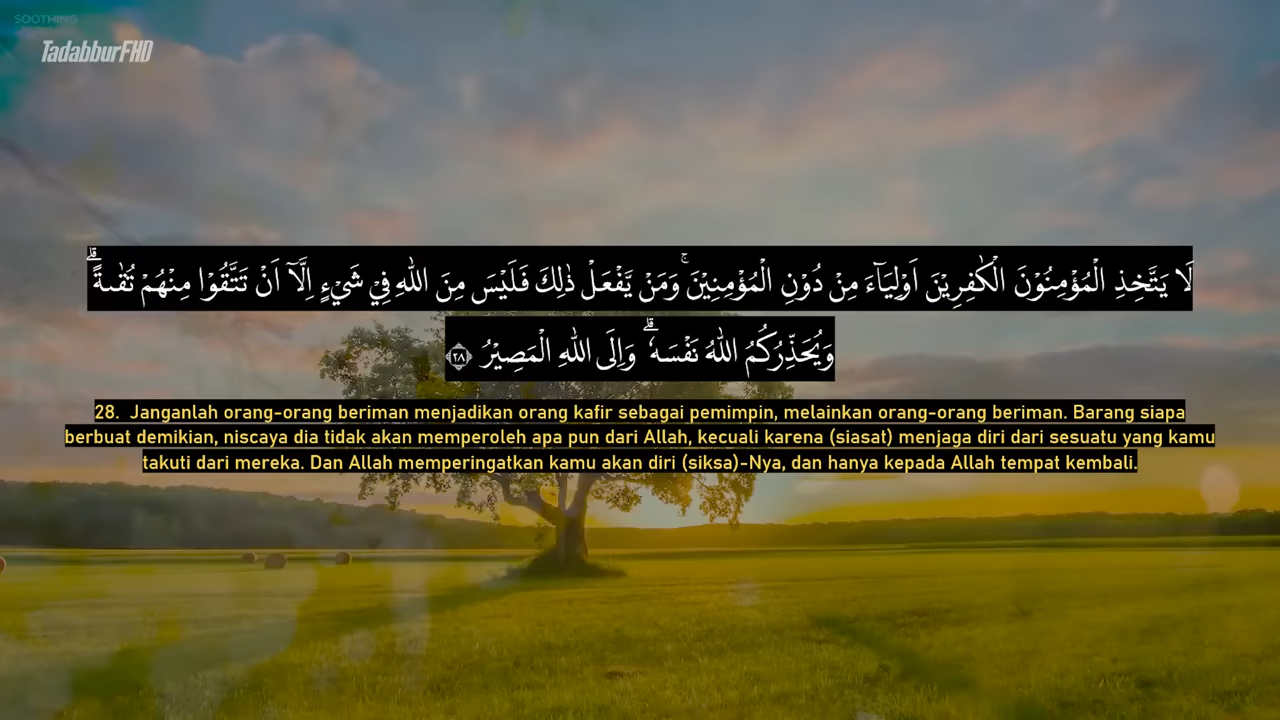 SOOTHING
TadabburFHD
لَا يَتَّخِذِ الْمُؤْمِنُوْنَ الْكٰفِرِيْنَ اَوْلِيَاۤءَ مِنْ دُوْنِ الْمُؤْمِنِيْنَۚ وَمَنْ يَّفْعَلْ ذٰلِكَ فَلَيْسَ مِنَ اللّٰهِ فِيْ شَيْءٍ اِلَّآ اَنْ تَتَّقُوْا مِنْهُمْ تُقٰىةًۗ
وَيُحَذِّرُكُمُ اللّٰهُ نَفْسَهٗۗ وَاِلَى اللّٰهِ الْمَصِيْرُ ٢٨
28. Janganlah orang-orang beriman menjadikan orang kafir sebagai pemimpin, melainkan orang-orang beriman. Barang siapa
berbuat demikian, niscaya dia tidak akan memperoleh apa pun dari Allah, kecuali karena (siasat) menjaga diri dari sesuatu yang kamu
takuti dari mereka. Dan Allah memperingatkan kamu akan diri (siksa)-Nya, dan hanya kepada Allah tempat kembali.